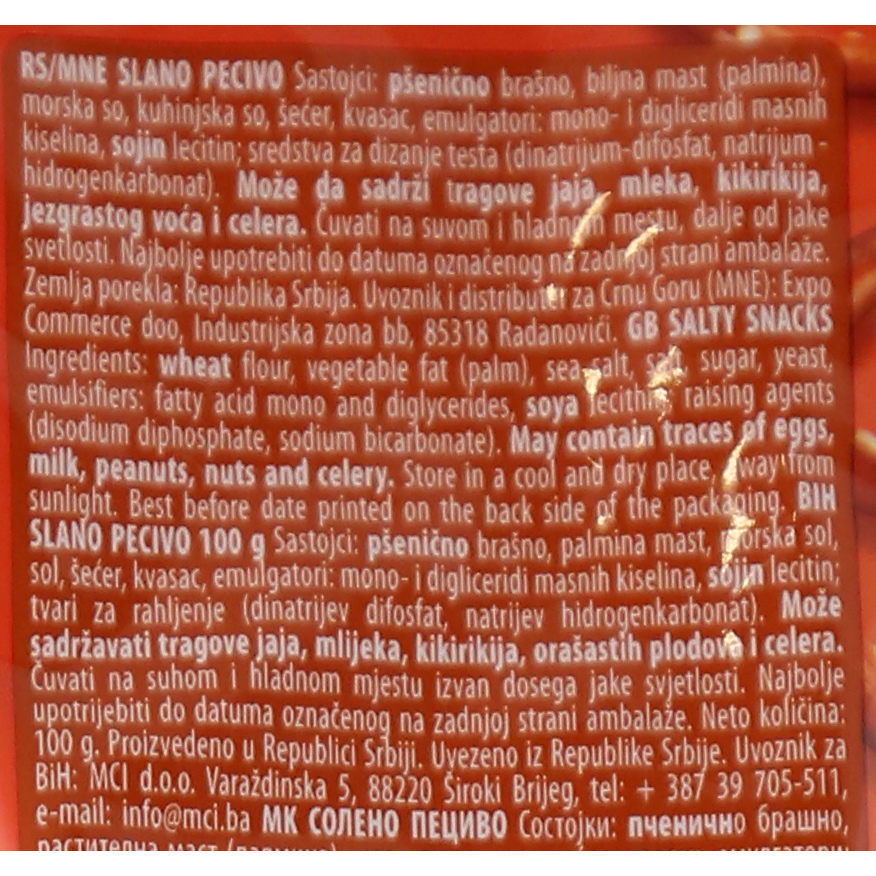 RS/MNE SLANO PECIVO Sastojci: pšenično brašno, biljna mast (palmina),
morska so, kuhinjska so, šećer, kvasac, emulgatori: mono- i digliceridi masnih
kiselina, sojin lecitin; sredstva za dizanje testa (dinatrijum-difosfat, natrijum -
hidrogenkarbonat). Može da sadrži tragove jaja, mleka, kikirikija,
jezgrastog voća i celera. Čuvati na suvom i hladnom mestu, dalje od jake
svetlosti. Najbolje upotrebiti do datuma označenog na zadnjoj strani ambalaže.
Zemlja porekla: Republika Srbija. Uvoznik i distributer za Crnu Goru (MNE): Expo
Commerce doo, Industrijska zona bb, 85318 Radanovići. GB SALTY SNACKS
Ingredients: wheat flour, vegetable fat (palm), sea salt, salt, sugar, yeast,
emulsifiers: fatty acid mono and diglycerides, soya lecithin, raising agents
(disodium diphosphate, sodium bicarbonate). May contain traces of eggs,
milk, peanuts, nuts and celery. Store in a cool and dry place, away from
sunlight. Best before date printed on the back side of the packaging. BIH
SLANO PECIVO 100 g Sastojci: pšenično brašno, palmina mast, morska sol,
sol, šećer, kvasac, emulgatori: mono- i digliceridi masnih kiselina, sojin lecitin;
tvari za rahljenje (dinatrijev difosfat, natrijev hidrogenkarbonat). Može
sadržavati tragove jaja, mlijeka, kikirikija, orašastih plodova i celera.
Čuvati na suhom i hladnom mjestu izvan dosega jake svjetlosti. Najbolje
upotrijebiti do datuma označenog na zadnjoj strani ambalaže. Neto količina:
100 g. Proizvedeno u Republici Srbiji. Uvezeno iz Republike Srbije. Uvoznik za
BiH: MCI d.o.o. Varaždinska 5, 88220 Široki Brijeg, tel: + 387 39 705-511,
e-mail: info@mci.ba МК СОЛЕНО ПЕЦИВО Состојки: пченично брашно,
растителна маст